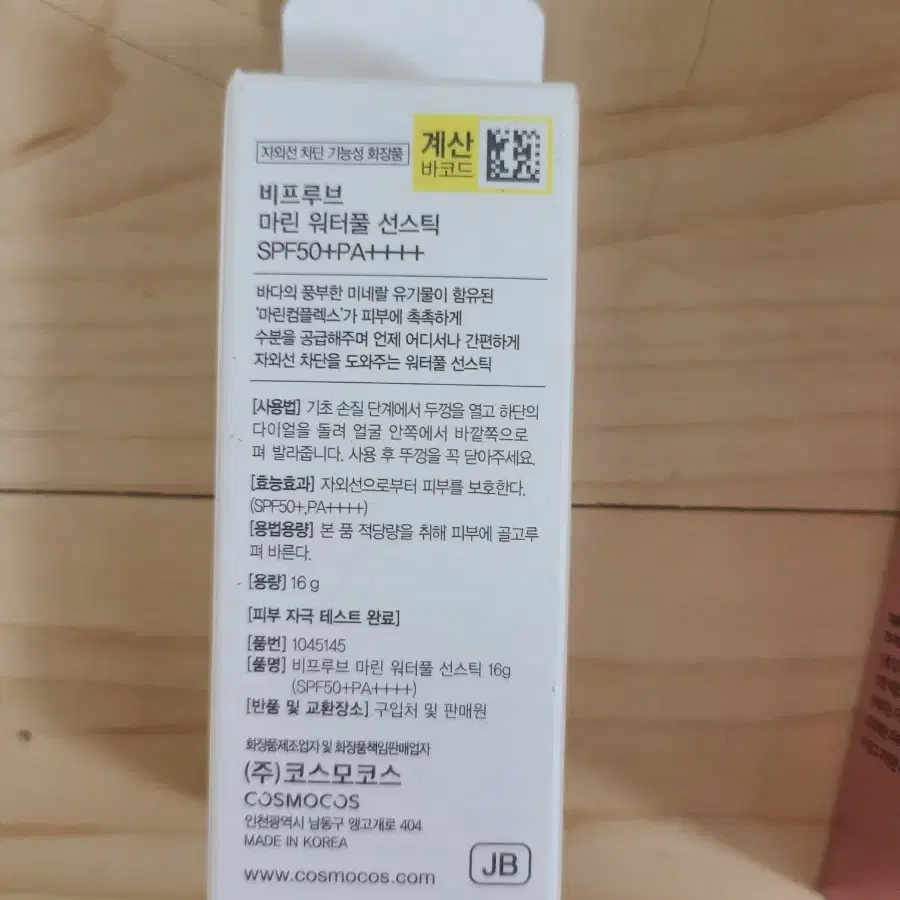 자외선 차단 기능성 화장품
계산
바코드
비프루브
마린 워터풀 선스틱
SPF50+PA++++
바다의 풍부한 미네랄 유기물이 함유된
'마린컴플렉스'가 피부에 촉촉하게
수분을 공급해주며 언제 어디서나 간편하게
자외선 차단을 도와주는 워터풀 선스틱
[사용법] 기초 손질 단계에서 뚜껑을 열고 하단의
다이얼을 돌려 얼굴 안쪽에서 바깥쪽으로
펴 발라줍니다. 사용 후 뚜껑을 꼭 닫아주세요.
[효능효과] 자외선으로부터 피부를 보호한다.
(SPF50+,PA++++)
[용법용량] 본 품 적당량을 취해 피부에 골고루
펴 바른다.
[용량] 16 g
[피부 자극 테스트 완료]
[품번] 1045145
[품명] 비프루브 마린 워터풀 선스틱 16g
(SPF50+PA++++)
[반품 및 교환장소] 구입처 및 판매원
화장품제조업자 및 화장품책임판매업자
(주)코스모코스
COSMOCOS
인천광역시 남동구 앵고개로 404
MADE IN KOREA
www.cosmocos.com
JB